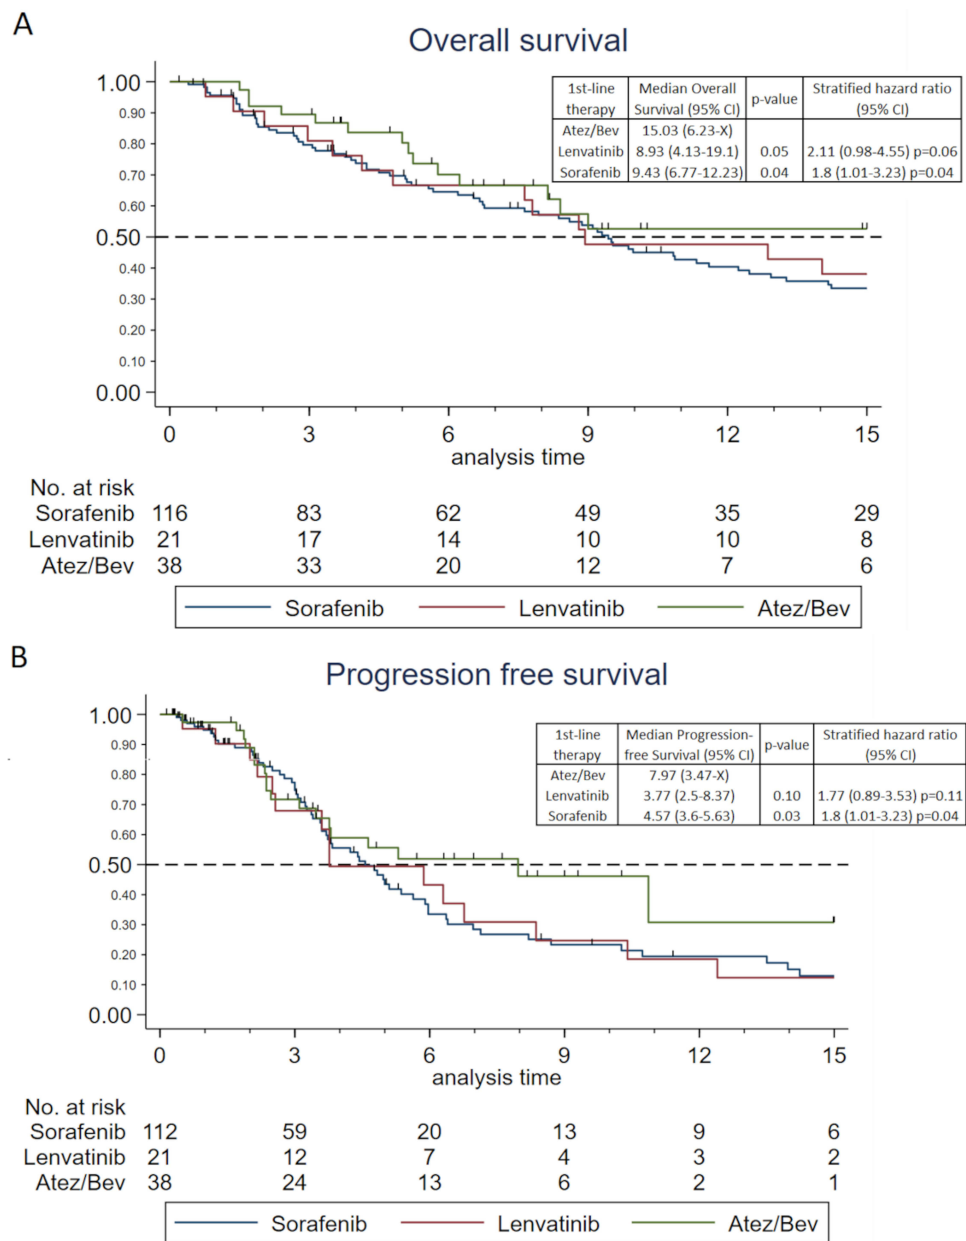 A
Overall survival
1st-line therapy | Median Overall Survival (95% CI) | p-value | Stratified hazard ratio (95% CI)
Atez/Bev 15.03 (6.23-X)
Lenvatinib 8.93 (4.13-19.1) 0.05 2.11 (0.98-4.55) p=0.06
Sorafenib 9.43 (6.77-12.23) 0.04 1.8 (1.01-3.23) p=0.04
1.00
0.90
0.80
0.70
0.60
0.50
0.40
0.30
0.20
0.10
0.00
0 3 6 9 12 15
analysis time
No. at risk
Sorafenib 116 83 62 49 35 29
Lenvatinib 21 17 14 10 10 8
Atez/Bev 38 33 20 12 7 6
Sorafenib Lenvatinib Atez/Bev
B
Progression free survival
1st-line therapy | Median Progression-free Survival (95% CI) | p-value | Stratified hazard ratio (95% CI)
Atez/Bev 7.97 (3.47-X)
Lenvatinib 3.77 (2.5-8.37) 0.10 1.77 (0.89-3.53) p=0.11
Sorafenib 4.57 (3.6-5.63) 0.03 1.8 (1.01-3.23) p=0.04
1.00
0.90
0.80
0.70
0.60
0.50
0.40
0.30
0.20
0.10
0.00
0 3 6 9 12 15
analysis time
No. at risk
Sorafenib 112 59 20 13 9 6
Lenvatinib 21 12 7 4 3 2
Atez/Bev 38 24 13 6 2 1
Sorafenib Lenvatinib Atez/Bev